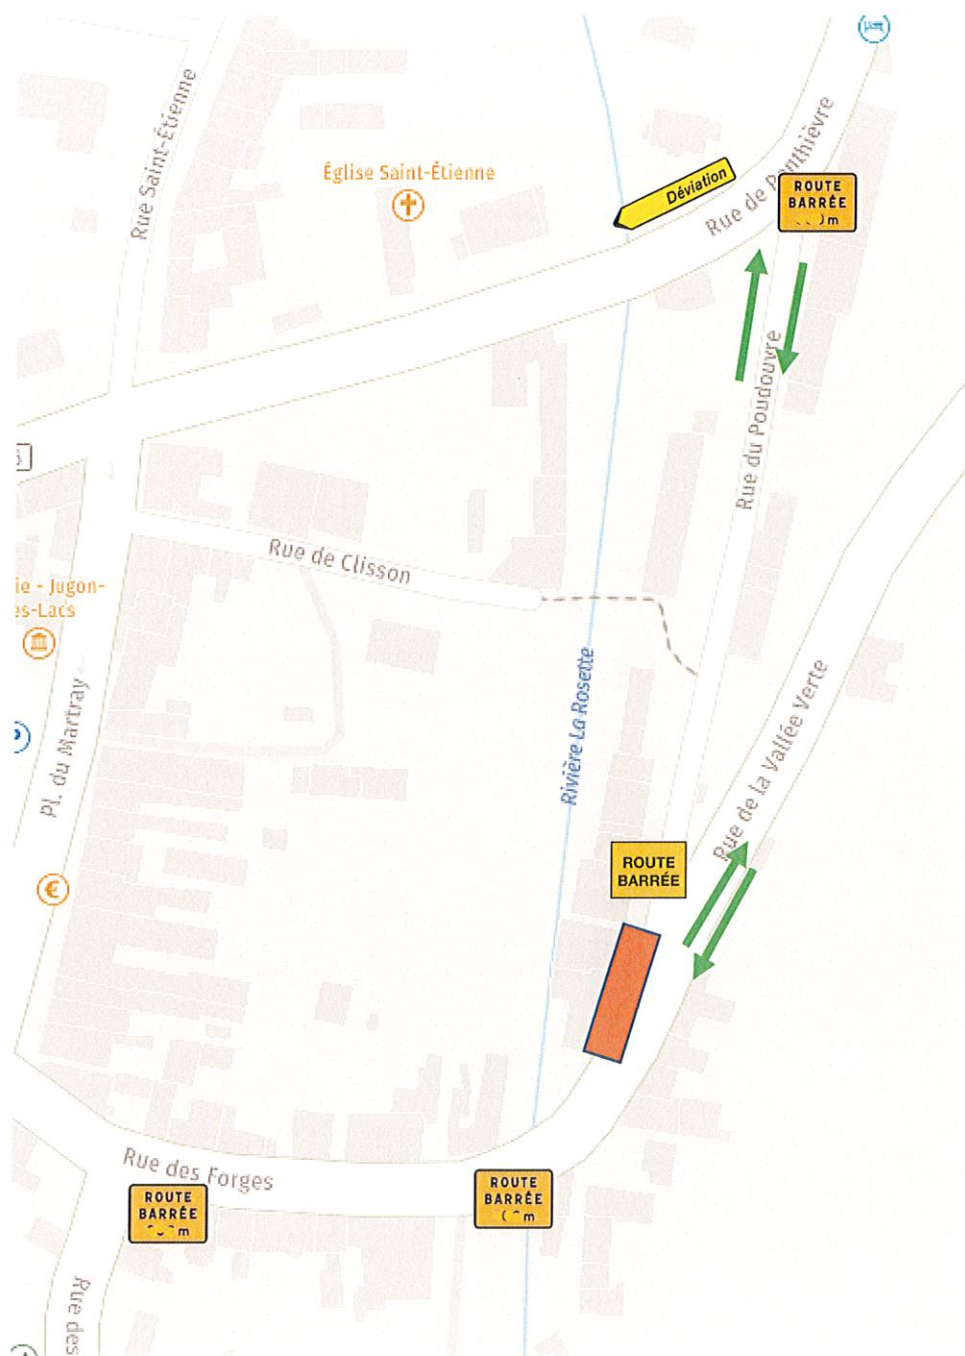 Rue Saint-Étienne
Église Saint-Étienne
Déviation
Rue de Penthièvre
ROUTE
BARRÉE
m
Rue du Poudouvre
Rue de Clisson
ie - Jugon-
es-Lacs
Pl. du Martray
Rivière La Rosette
Rue de la Vallée Verte
€
ROUTE
BARRÉE
Rue des Forges
ROUTE
BARRÉE
m
ROUTE
BARRÉE
m
Rue des